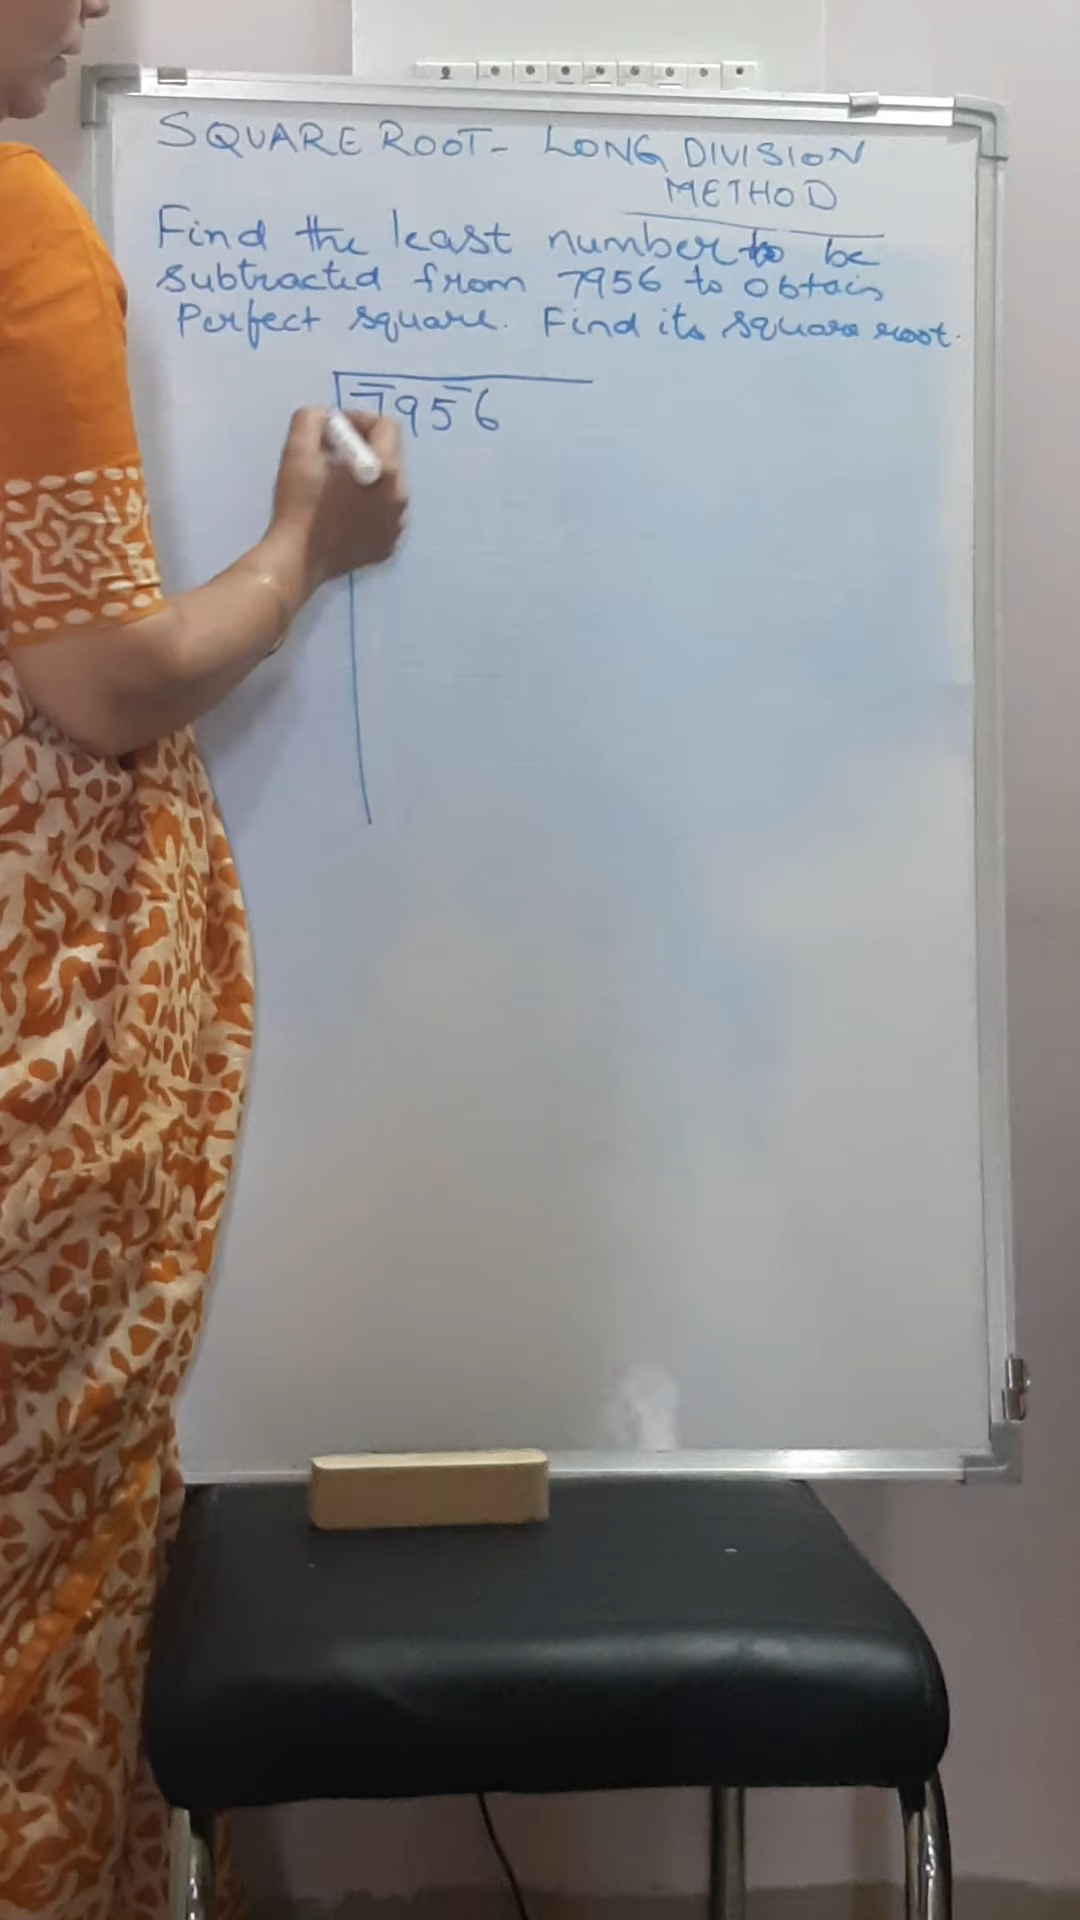 SQUARE ROOT - LONG DIVISION
METHOD
Find the least number to be
subtracted from 7956 to obtain
Perfect square. Find its square root.
7956